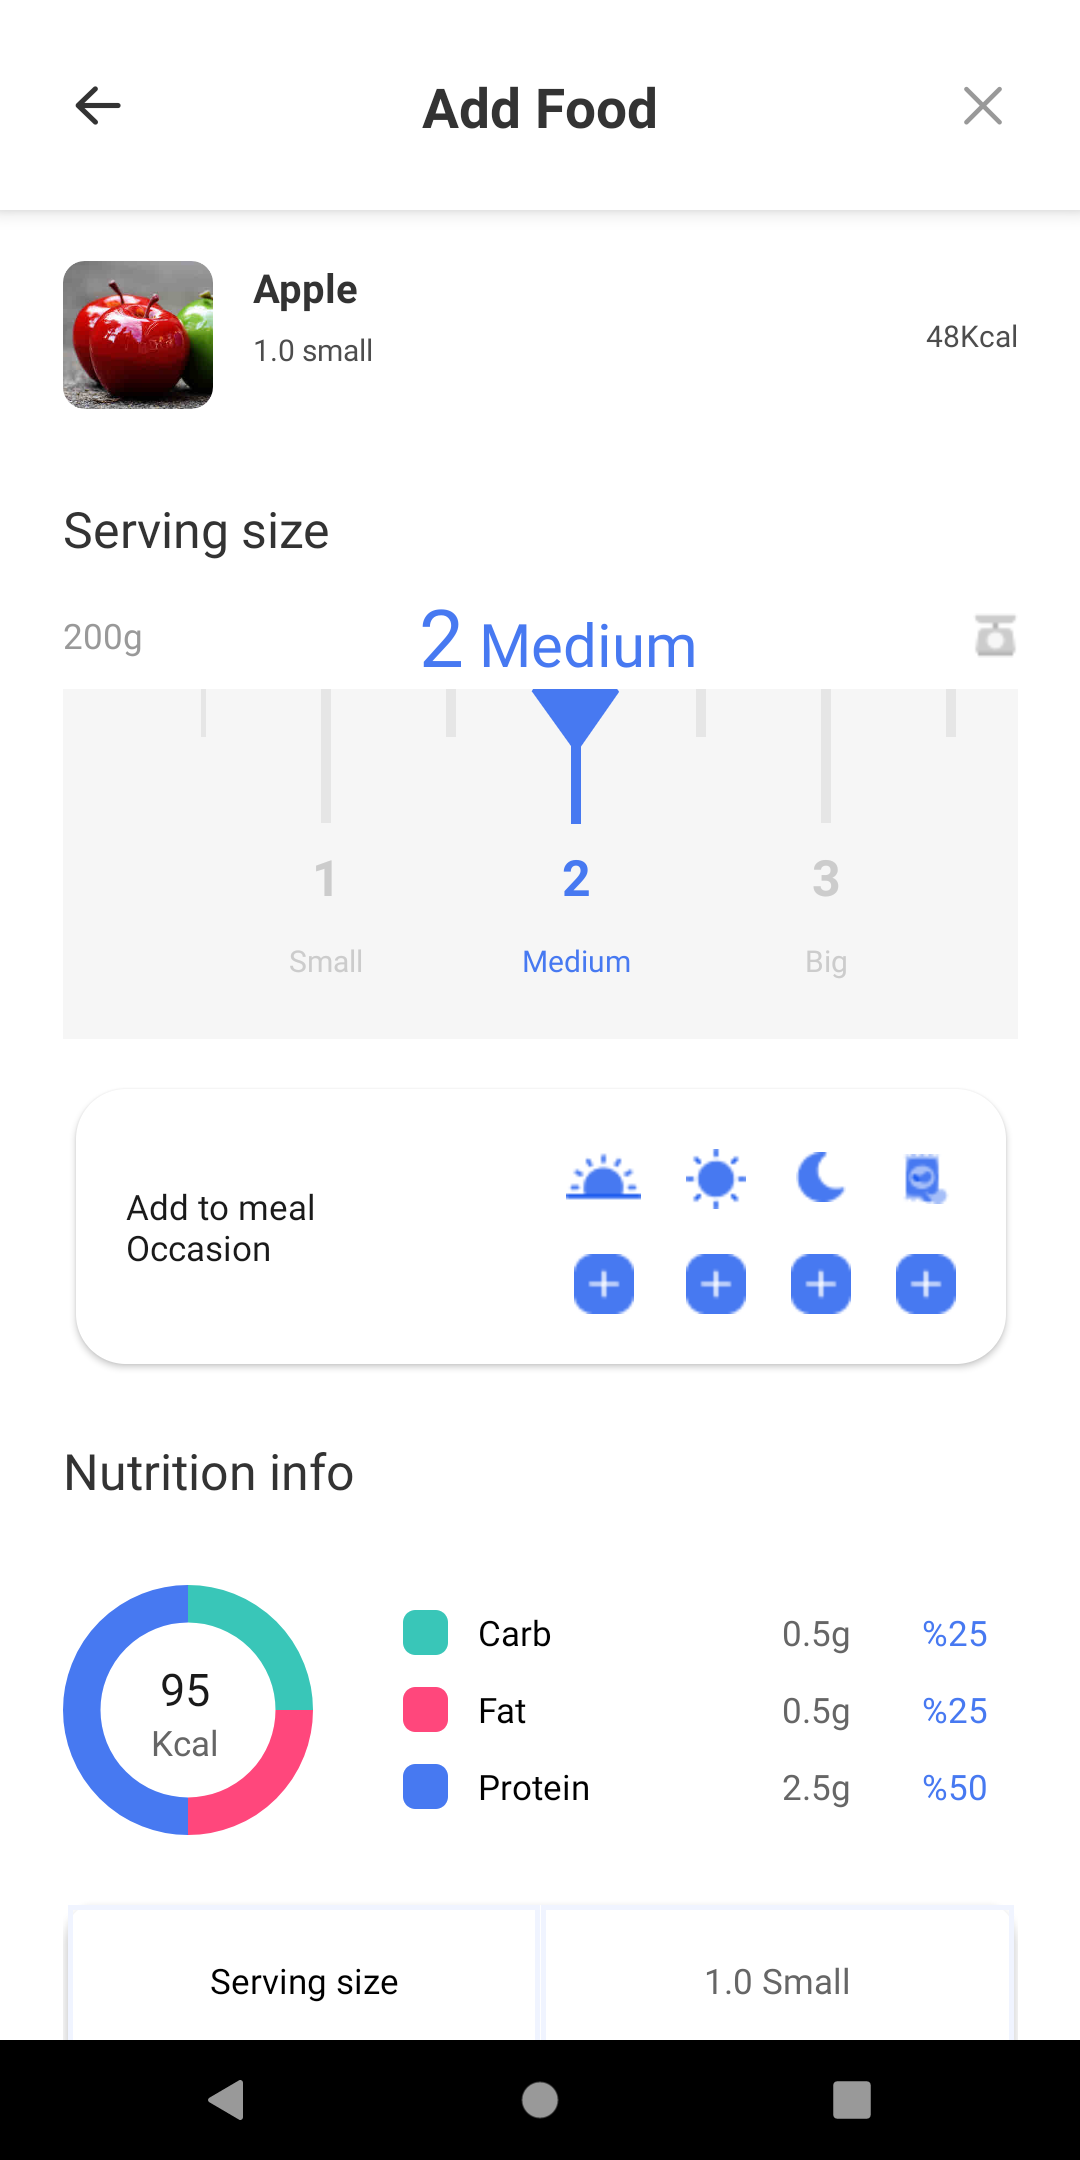 Add Food
Apple
1.0 small
48Kcal
Serving size
200g
2 Medium
1
2
3
Small
Medium
Big
Add to meal
Occasion
Nutrition info
95
Kcal
Carb 0.5g %25
Fat 0.5g %25
Protein 2.5g %50
Serving size
1.0 Small